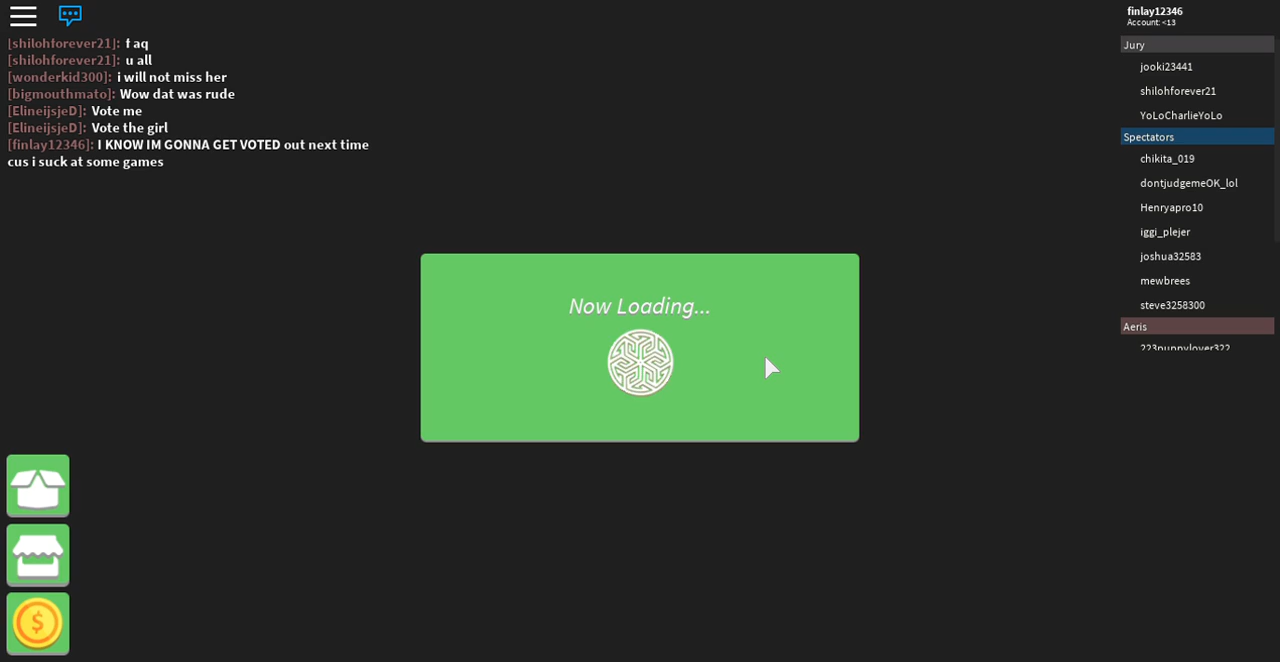 finlay12346
Account: <13
[shilohforever21]: f aq
[shilohforever21]: u all
[wonderkid300]: i will not miss her
[bigmouthmato]: Wow dat was rude
[ElineijsjeD]: Vote me
[ElineijsjeD]: Vote the girl
[finlay12346]: I KNOW IM GONNA GET VOTED out next time
cus i suck at some games
Now Loading...
$
Jury
jooki23441
shilohforever21
YoLoCharlieYoLo
Spectators
chikita_019
dontjudgemeOK_lol
Henryapro10
iggi_plejer
joshua32583
mewbrees
steve3258300
Aeris
223puppylover322